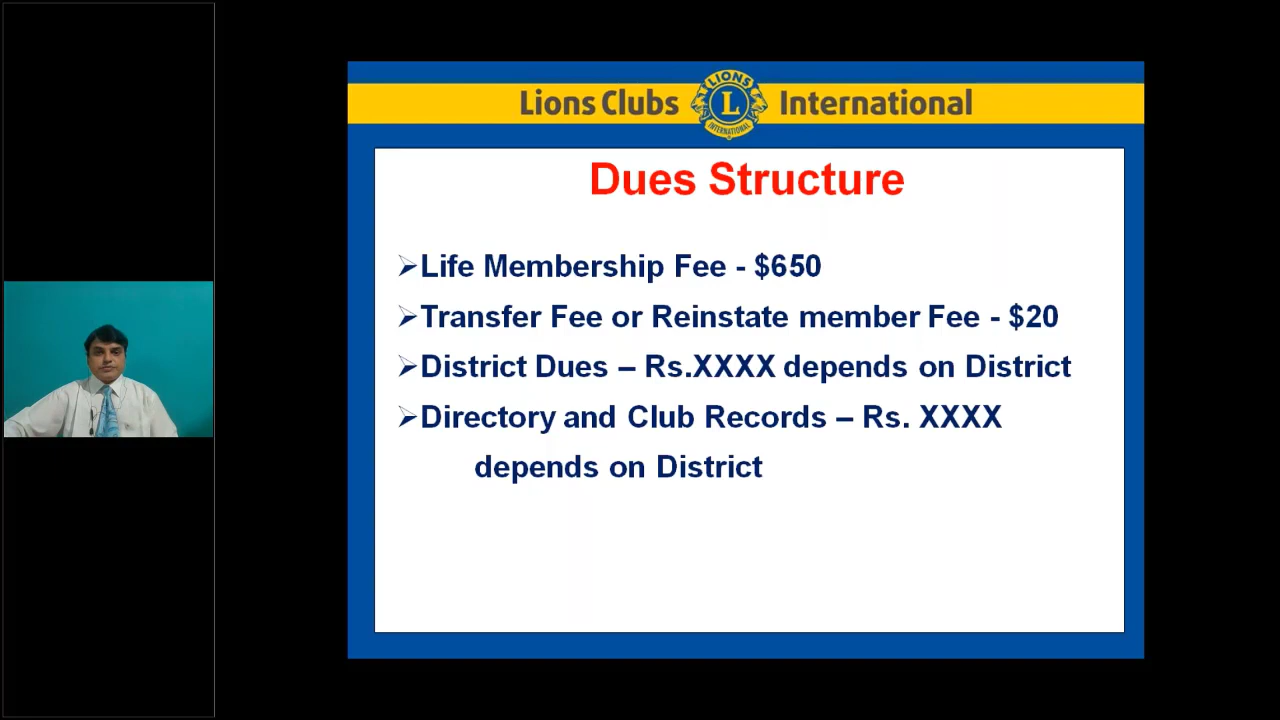 Lions Clubs International
LIONS
L
INTERNATIONAL
Dues Structure
➢Life Membership Fee - $650
➢Transfer Fee or Reinstate member Fee - $20
➢District Dues – Rs.XXXX depends on District
➢Directory and Club Records – Rs. XXXX
depends on District